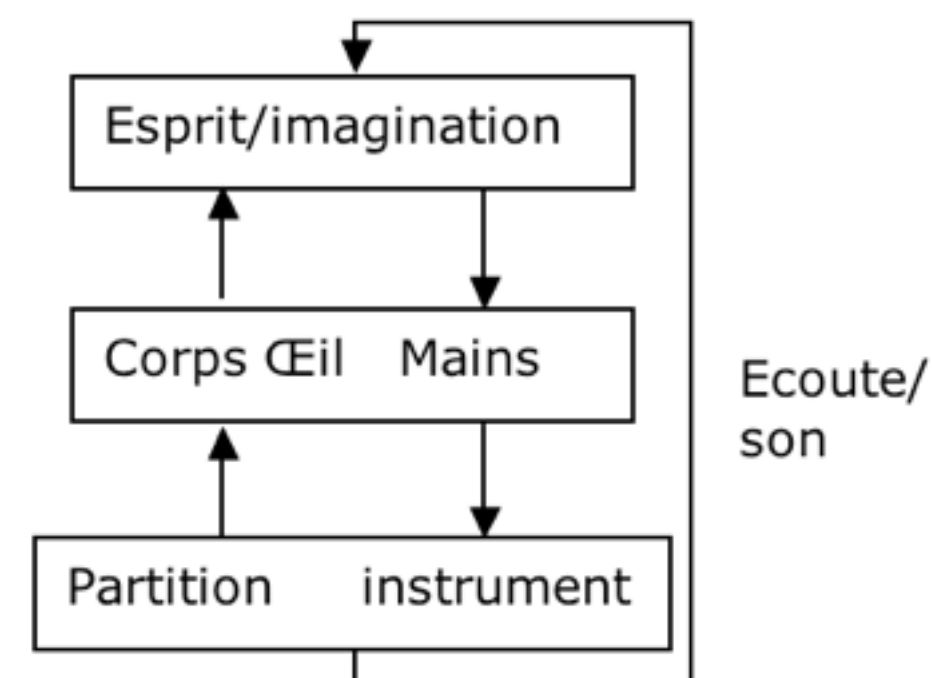 Esprit/imagination
Corps Œil Mains
Ecoute/
son
Partition instrument